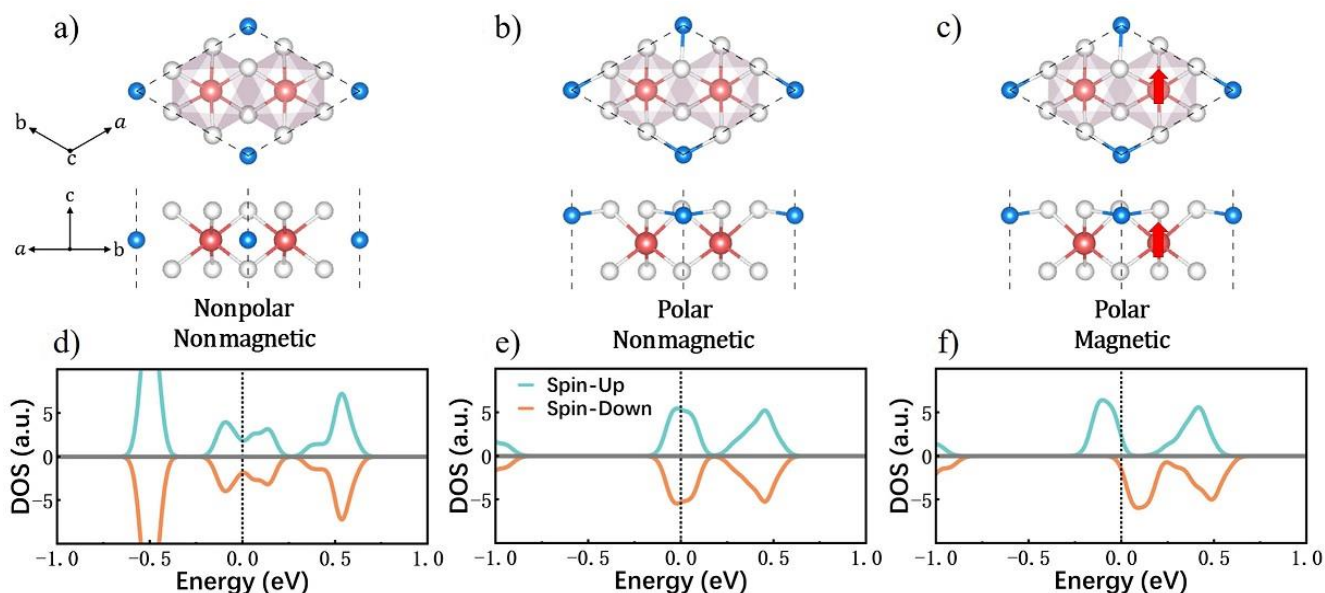 a)
b)
c)
b
a
c
c
a
b
Nonpolar
Nonmagnetic
Polar
Nonmagnetic
Polar
Magnetic
d)
e)
f)
DOS (a.u.)
5
0
−5
−1.0
−0.5
0.0
0.5
1.0
Energy (eV)
DOS (a.u.)
5
0
−5
Spin-Up
Spin-Down
−1.0
−0.5
0.0
0.5
1.0
Energy (eV)
DOS (a.u.)
5
0
−5
−1.0
−0.5
0.0
0.5
1.0
Energy (eV)